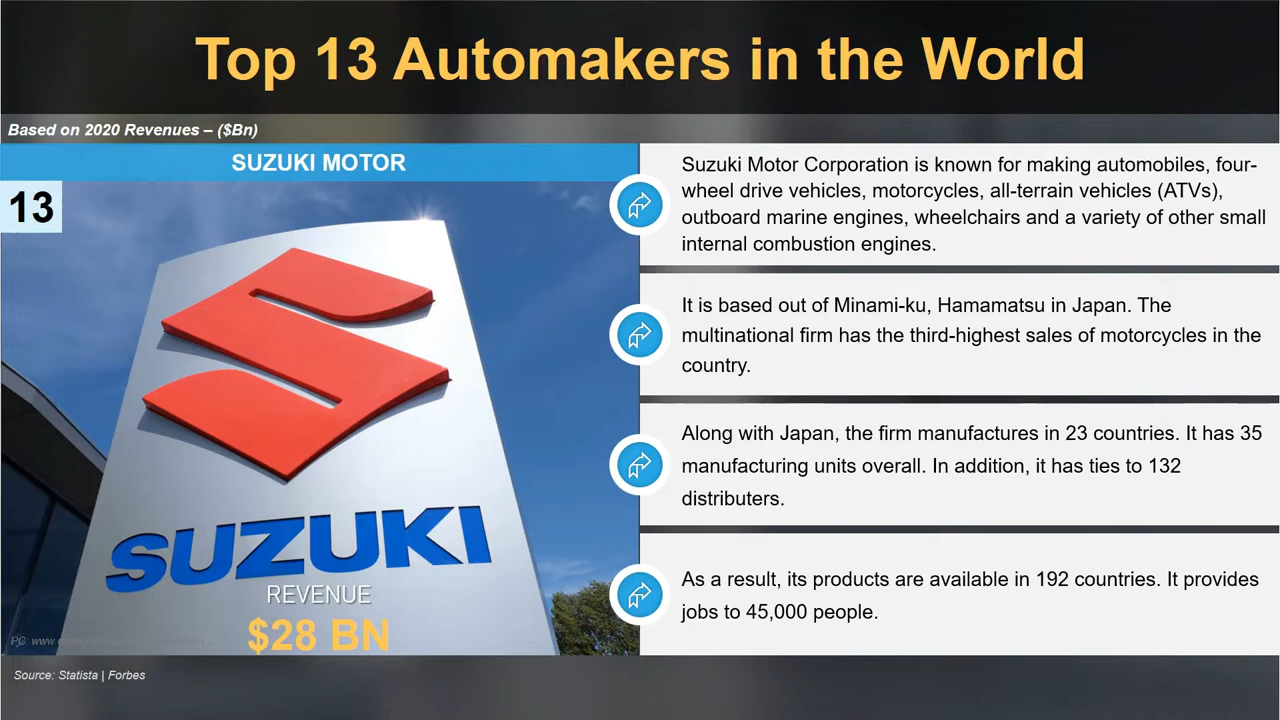 Top 13 Automakers in the World
Based on 2020 Revenues – ($Bn)
SUZUKI MOTOR
13
SUZUKI
REVENUE
$28 BN
PC: www.
Suzuki Motor Corporation is known for making automobiles, four-
wheel drive vehicles, motorcycles, all-terrain vehicles (ATVs),
outboard marine engines, wheelchairs and a variety of other small
internal combustion engines.
It is based out of Minami-ku, Hamamatsu in Japan. The
multinational firm has the third-highest sales of motorcycles in the
country.
Along with Japan, the firm manufactures in 23 countries. It has 35
manufacturing units overall. In addition, it has ties to 132
distributers.
As a result, its products are available in 192 countries. It provides
jobs to 45,000 people.
Source: Statista | Forbes